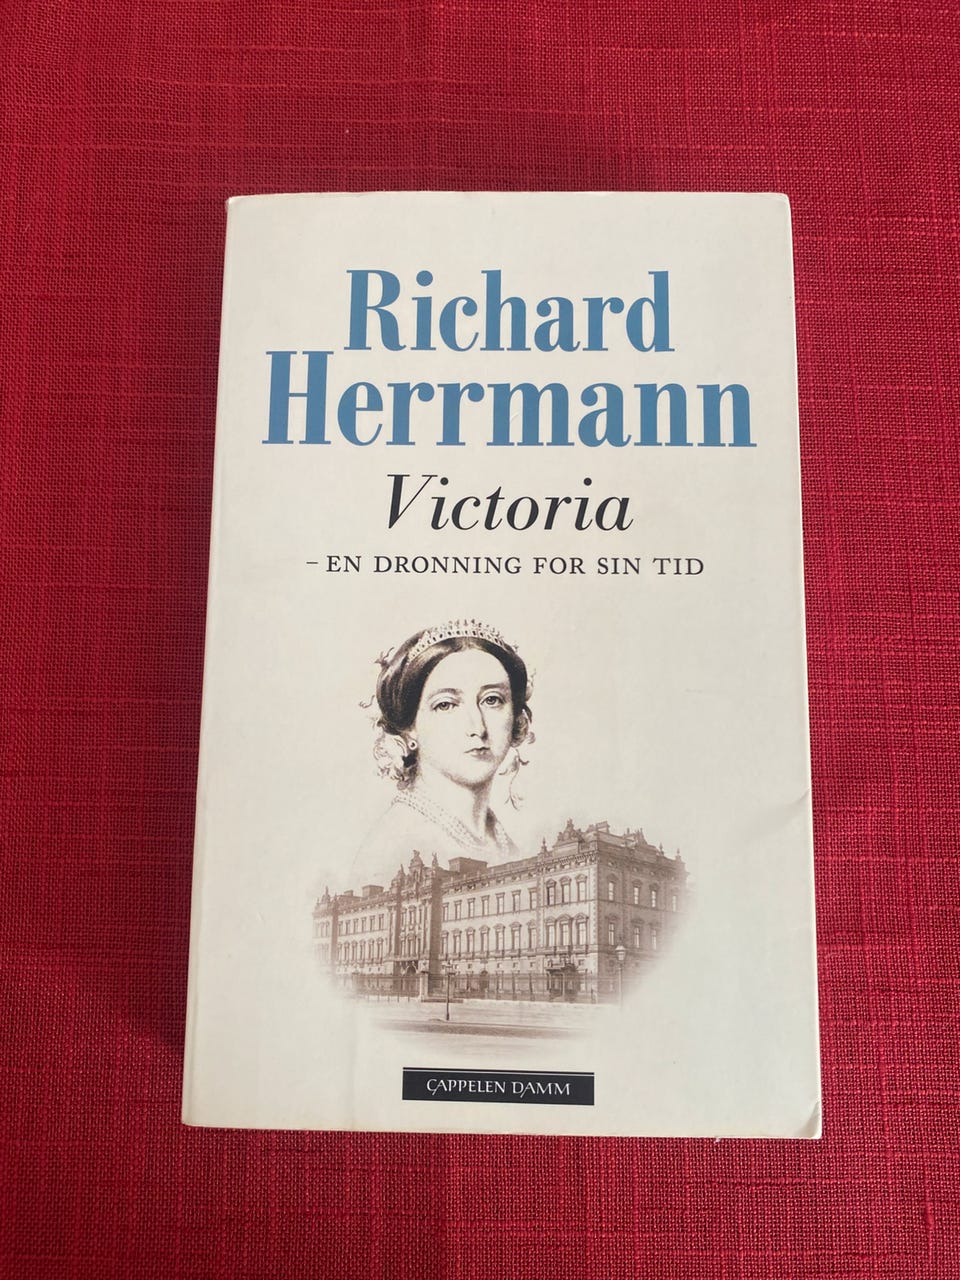 Richard
Herrmann
Victoria
– EN DRONNING FOR SIN TID
CAPPELEN DAMM